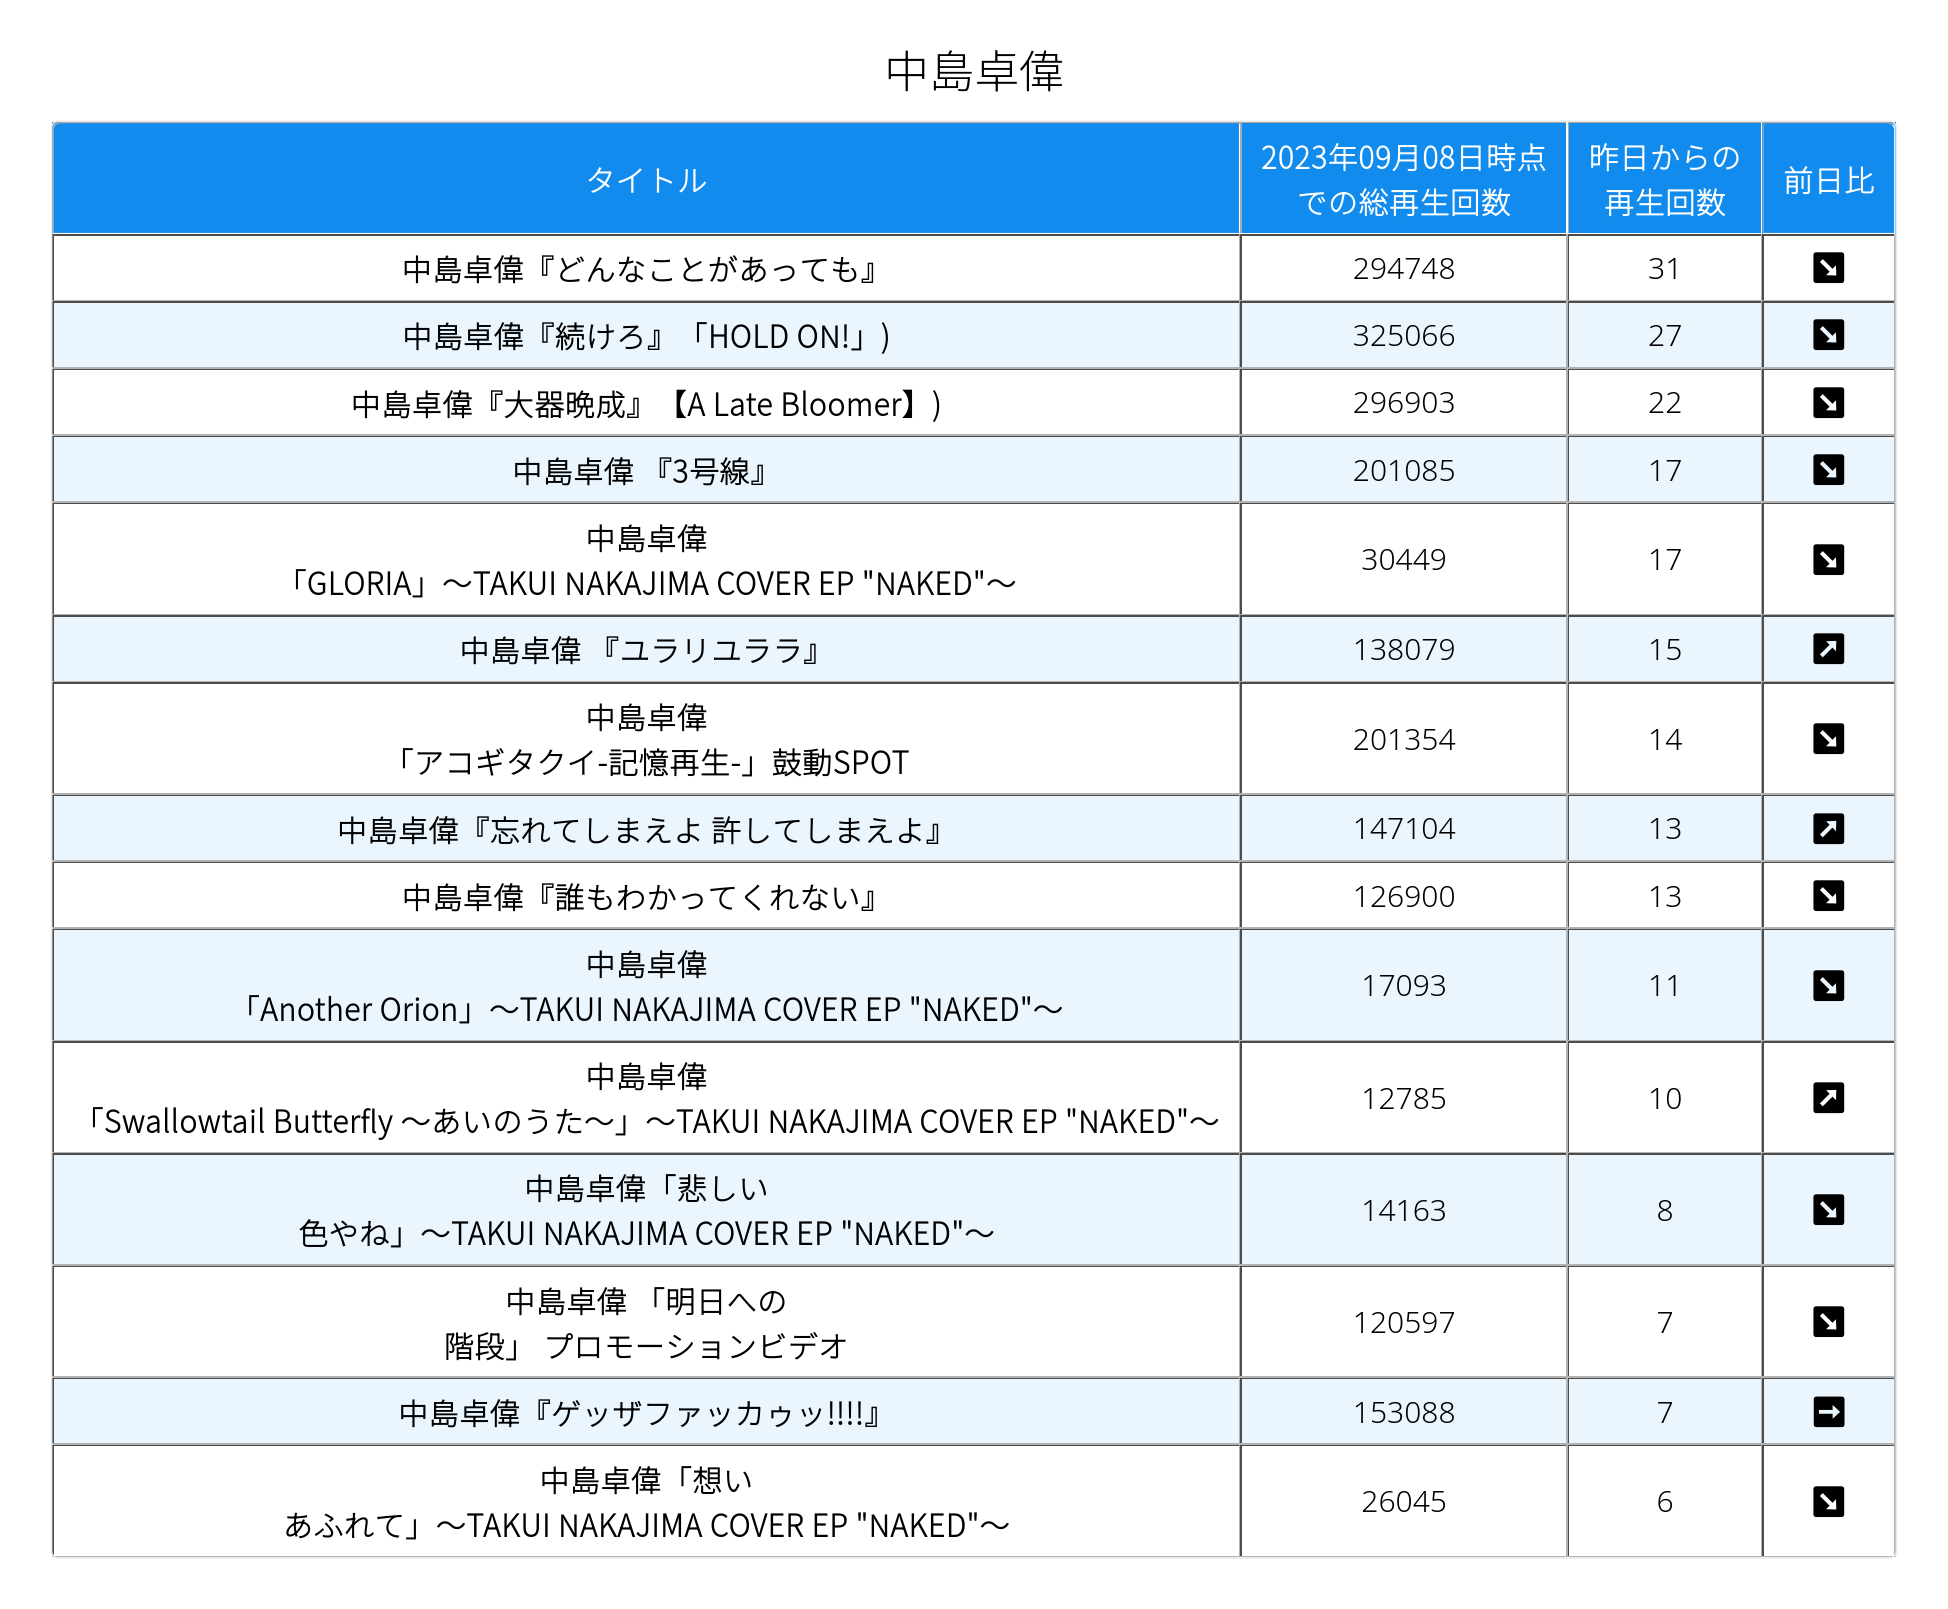 中島卓偉
タイトル
2023年09月08日時点
での総再生回数
昨日からの
再生回数
前日比
中島卓偉『どんなことがあっても』 294748 31
中島卓偉『続けろ』「HOLD ON!」) 325066 27
中島卓偉『大器晩成』【A Late Bloomer】) 296903 22
中島卓偉 『3号線』 201085 17
中島卓偉
「GLORIA」〜TAKUI NAKAJIMA COVER EP "NAKED"〜 30449 17
中島卓偉 『ユラリユララ』 138079 15
中島卓偉
「アコギタクイ-記憶再生-」鼓動SPOT 201354 14
中島卓偉『忘れてしまえよ 許してしまえよ』 147104 13
中島卓偉『誰もわかってくれない』 126900 13
中島卓偉
「Another Orion」〜TAKUI NAKAJIMA COVER EP "NAKED"〜 17093 11
中島卓偉
「Swallowtail Butterfly 〜あいのうた〜」〜TAKUI NAKAJIMA COVER EP "NAKED"〜 12785 10
中島卓偉「悲しい
色やね」〜TAKUI NAKAJIMA COVER EP "NAKED"〜 14163 8
中島卓偉 「明日への
階段」 プロモーションビデオ 120597 7
中島卓偉『ゲッザファッカゥッ!!!!』 153088 7
中島卓偉「想い
あふれて」〜TAKUI NAKAJIMA COVER EP "NAKED"〜 26045 6